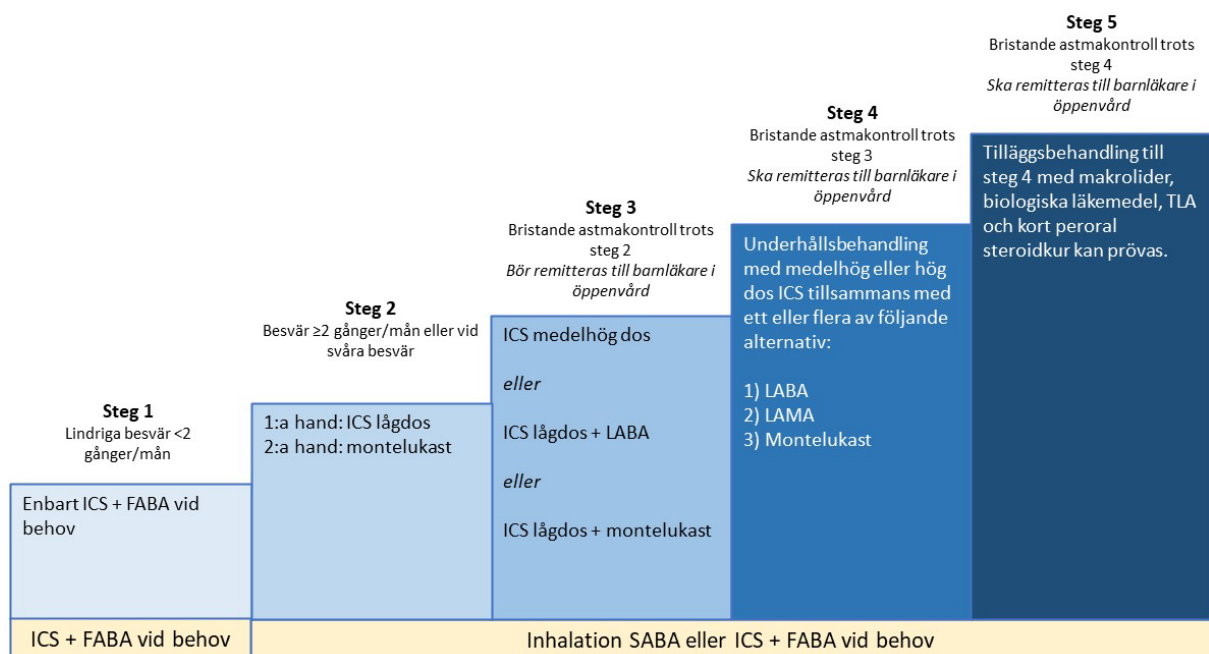 Steg 1
Lindriga besvär <2
gånger/mån
Enbart ICS + FABA vid
behov
Steg 2
Besvär ≥2 gånger/mån eller vid
svåra besvär
1:a hand: ICS lågdos
2:a hand: montelukast
Steg 3
Bristande astmakontroll trots
steg 2
Bör remitteras till barnläkare i
öppenvård
ICS medelhög dos
eller
ICS lågdos + LABA
eller
ICS lågdos + montelukast
Steg 4
Bristande astmakontroll trots
steg 3
Ska remitteras till barnläkare i
öppenvård
Underhållsbehandling
med medelhög eller hög
dos ICS tillsammans med
ett eller flera av följande
alternativ:
1) LABA
2) LAMA
3) Montelukast
Steg 5
Bristande astmakontroll trots
steg 4
Ska remitteras till barnläkare i
öppenvård
Tilläggsbehandling till
steg 4 med makrolider,
biologiska läkemedel, TLA
och kort peroral
steroidkur kan prövas.
ICS + FABA vid behov
Inhalation SABA eller ICS + FABA vid behov